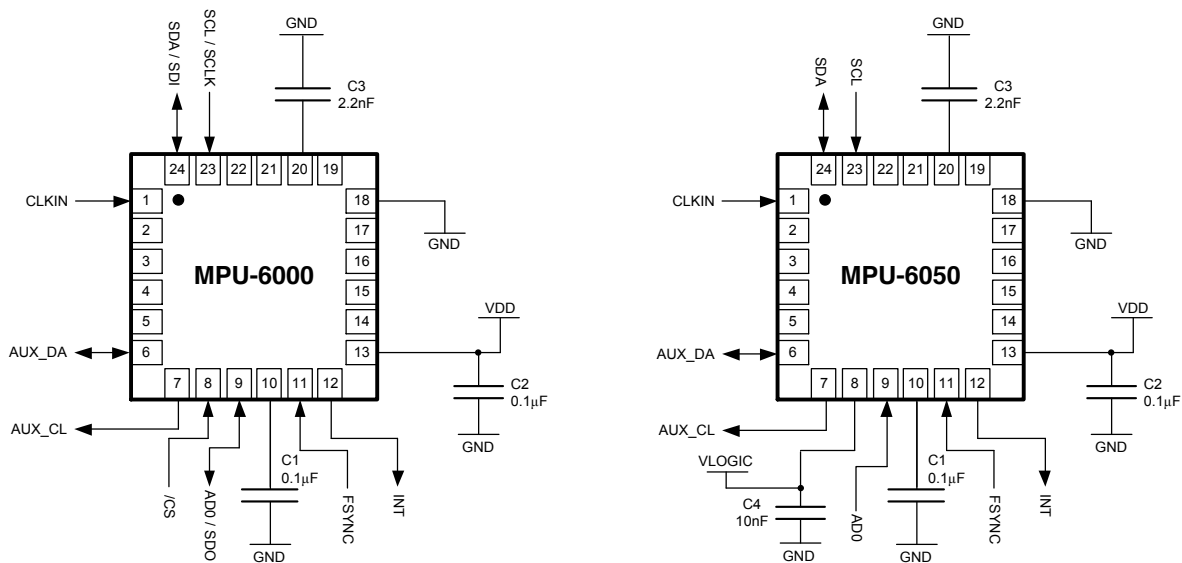 GND
SDA / SDI
SCL / SCLK
C3
2.2nF
24 23 22 21 20 19
CLKIN
1
2
3
4
5
6
18
17
16
15
14
13
MPU-6000
GND
VDD
AUX_DA
7 8 9 10 11 12
C2
0.1µF
GND
AUX_CL
/CS
AD0 / SDO
C1
0.1µF
GND
FSYNC
INT
GND
SDA
SCL
C3
2.2nF
24 23 22 21 20 19
CLKIN
1
2
3
4
5
6
18
17
16
15
14
13
MPU-6050
GND
VDD
AUX_DA
7 8 9 10 11 12
C2
0.1µF
GND
AUX_CL
VLOGIC
C4
10nF
GND
AD0
C1
0.1µF
GND
FSYNC
INT